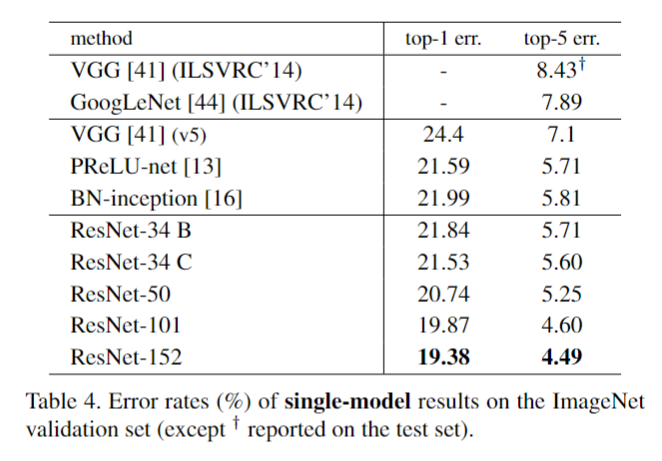 method top-1 err. top-5 err.
VGG [41] (ILSVRC’14) - 8.43†
GoogLeNet [44] (ILSVRC’14) - 7.89
VGG [41] (v5) 24.4 7.1
PReLU-net [13] 21.59 5.71
BN-inception [16] 21.99 5.81
ResNet-34 B 21.84 5.71
ResNet-34 C 21.53 5.60
ResNet-50 20.74 5.25
ResNet-101 19.87 4.60
ResNet-152 19.38 4.49
Table 4. Error rates (%) of single-model results on the ImageNet
validation set (except † reported on the test set).